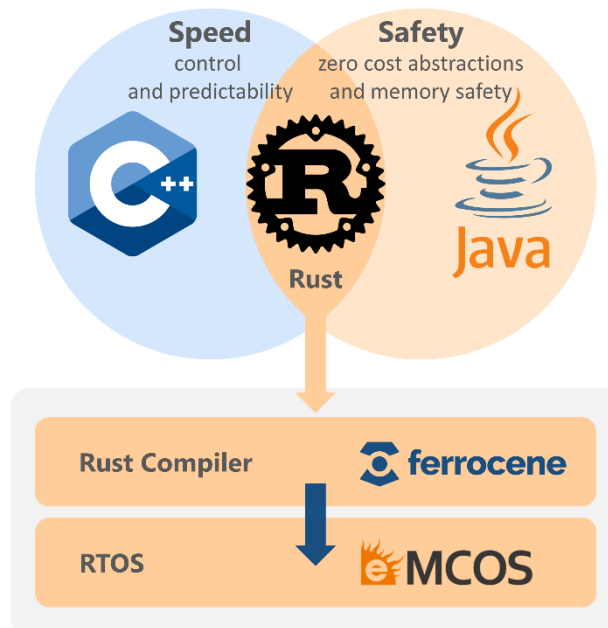 Speed
control
and predictability
Safety
zero cost abstractions
and memory safety
C++
R
Java
Rust
Rust Compiler
ferrocene
RTOS
eMCOS